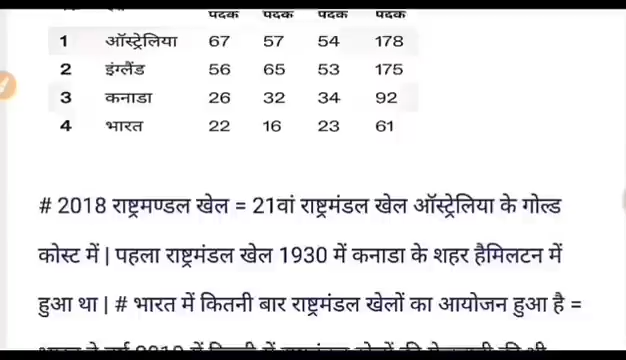 पदक पदक पदक पदक
1 ऑस्ट्रेलिया 67 57 54 178
2 इंग्लैंड 56 65 53 175
3 कनाडा 26 32 34 92
4 भारत 22 16 23 61
# 2018 राष्ट्रमण्डल खेल = 21वां राष्ट्रमंडल खेल ऑस्ट्रेलिया के गोल्ड
कोस्ट में | पहला राष्ट्रमंडल खेल 1930 में कनाडा के शहर हैमिलटन में
हुआ था | # भारत में कितनी बार राष्ट्रमंडल खेलों का आयोजन हुआ है =